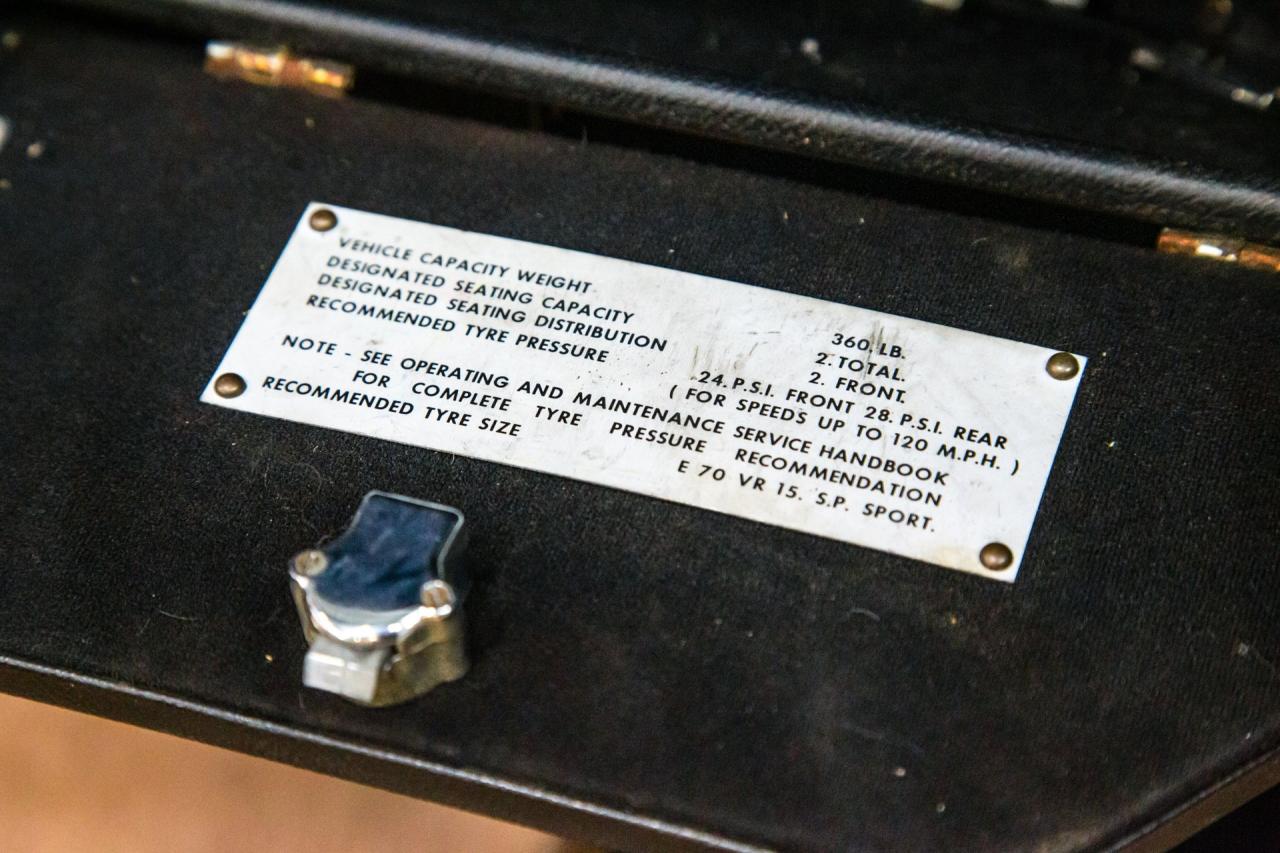 VEHICLE CAPACITY WEIGHT 360. LB.
DESIGNATED SEATING CAPACITY 2. TOTAL.
DESIGNATED SEATING DISTRIBUTION 2. FRONT.
RECOMMENDED TYRE PRESSURE 24. P.S.I. FRONT 28. P.S.I. REAR
( FOR SPEEDS UP TO 120 M.P.H. )
NOTE - SEE OPERATING AND MAINTENANCE SERVICE HANDBOOK
FOR COMPLETE TYRE PRESSURE RECOMMENDATION
RECOMMENDED TYRE SIZE E 70 VR 15. S.P. SPORT.